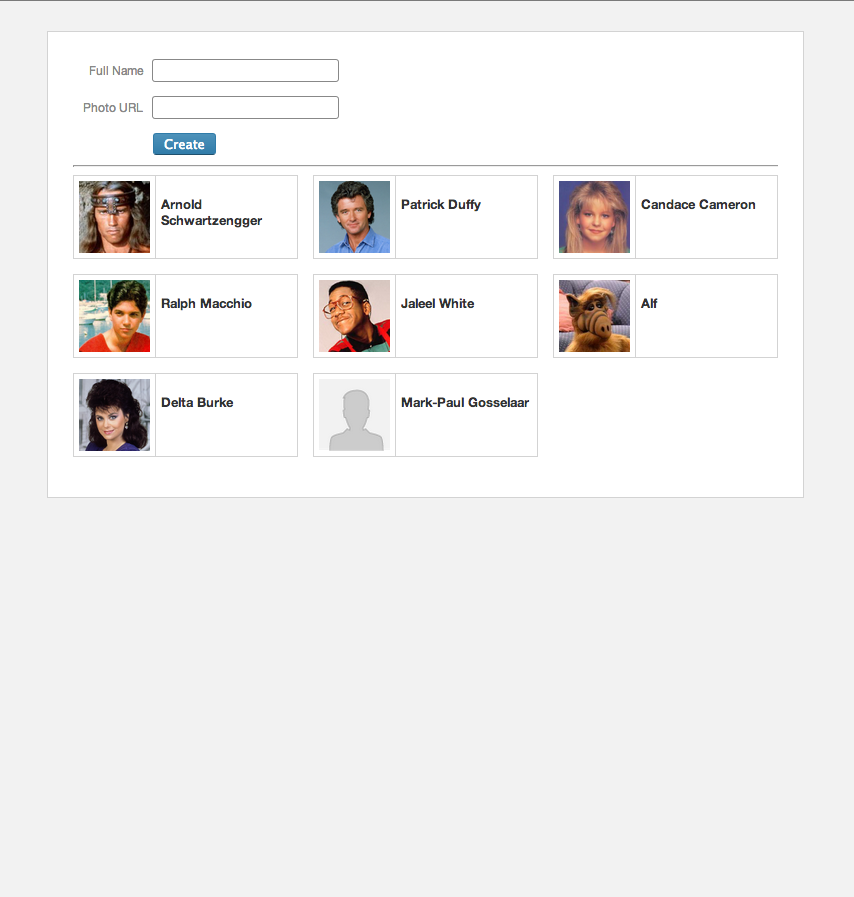 Full Name
Photo URL
Create
Arnold
Schwartzengger
Patrick Duffy
Candace Cameron
Ralph Macchio
Jaleel White
Alf
Delta Burke
Mark-Paul Gosselaar